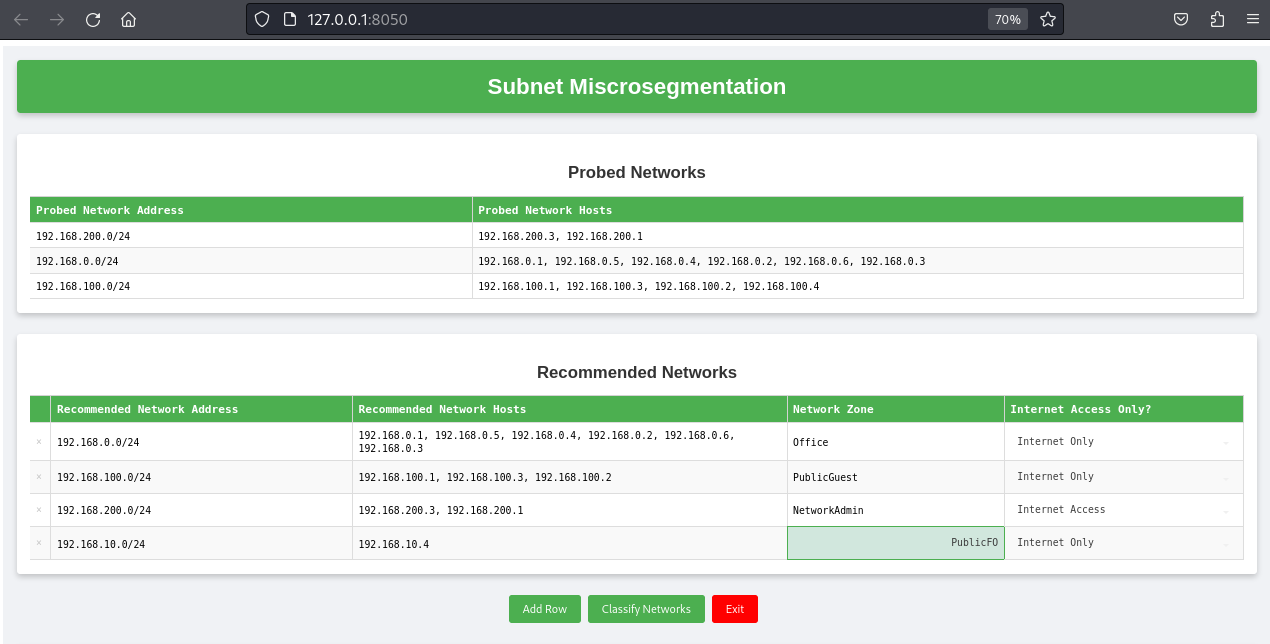 127.0.0.1:8050
70%
Subnet Miscrosegmentation
Probed Networks
Probed Network Address Probed Network Hosts
192.168.200.0/24 192.168.200.3, 192.168.200.1
192.168.0.0/24 192.168.0.1, 192.168.0.5, 192.168.0.4, 192.168.0.2, 192.168.0.6, 192.168.0.3
192.168.100.0/24 192.168.100.1, 192.168.100.3, 192.168.100.2, 192.168.100.4
Recommended Networks
Recommended Network Address Recommended Network Hosts Network Zone Internet Access Only?
× 192.168.0.0/24 192.168.0.1, 192.168.0.5, 192.168.0.4, 192.168.0.2, 192.168.0.6, 
192.168.0.3 Office Internet Only
× 192.168.100.0/24 192.168.100.1, 192.168.100.3, 192.168.100.2 PublicGuest Internet Only
× 192.168.200.0/24 192.168.200.3, 192.168.200.1 NetworkAdmin Internet Access
× 192.168.10.0/24 192.168.10.4 PublicFO Internet Only
Add Row Classify Networks Exit